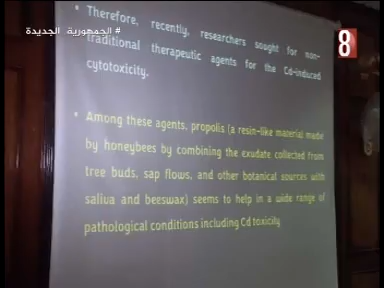 #الجمهورية الجديدة
8
• Therefore, recently, researchers sought for non-
traditional therapeutic agents for the Cd-induced
cytotoxicity.
• Among these agents, propolis (a resin-like material made
by honeybees by combining the exudate collected from
tree buds, sap flows, and other botanical sources with
saliva and beeswax) seems to help in a wide range of
pathological conditions including Cd toxicity